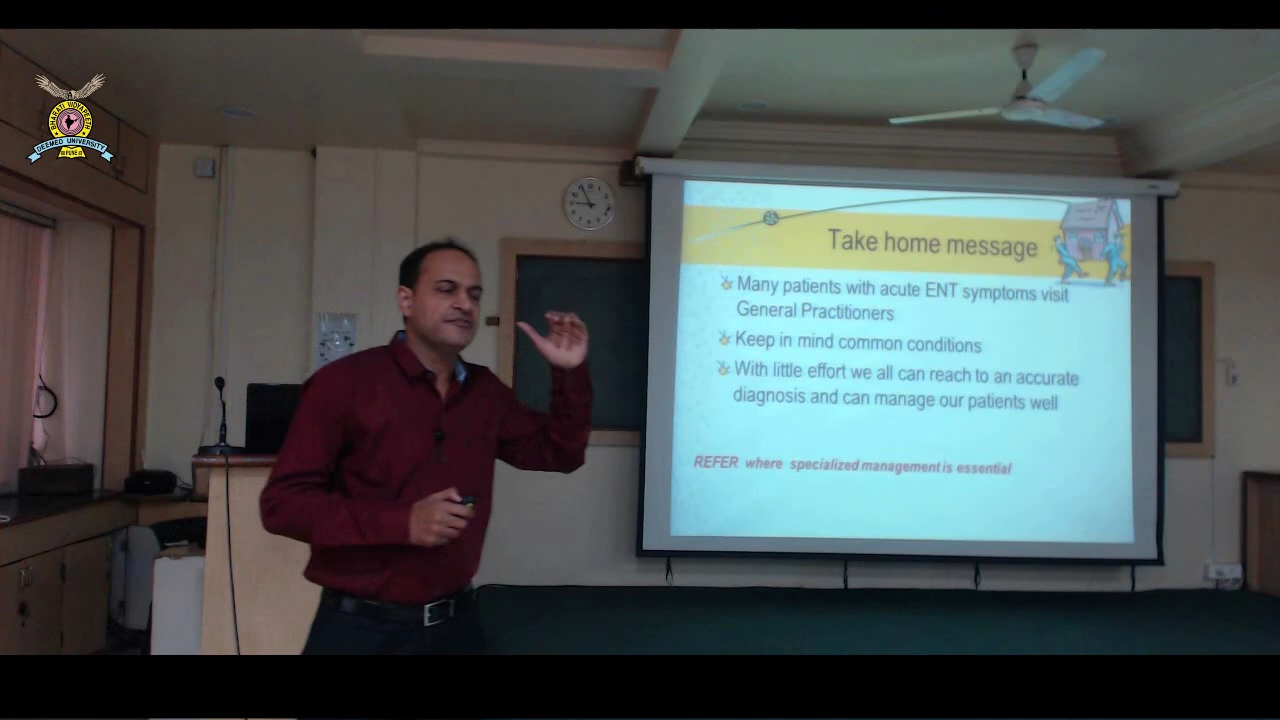 BHARATI VIDYAPEETH
DEEMED UNIVERSITY
Take home message
Many patients with acute ENT symptoms visit
General Practitioners
Keep in mind common conditions
With little effort we all can reach to an accurate
diagnosis and can manage our patients well
REFER where specialized management is essential